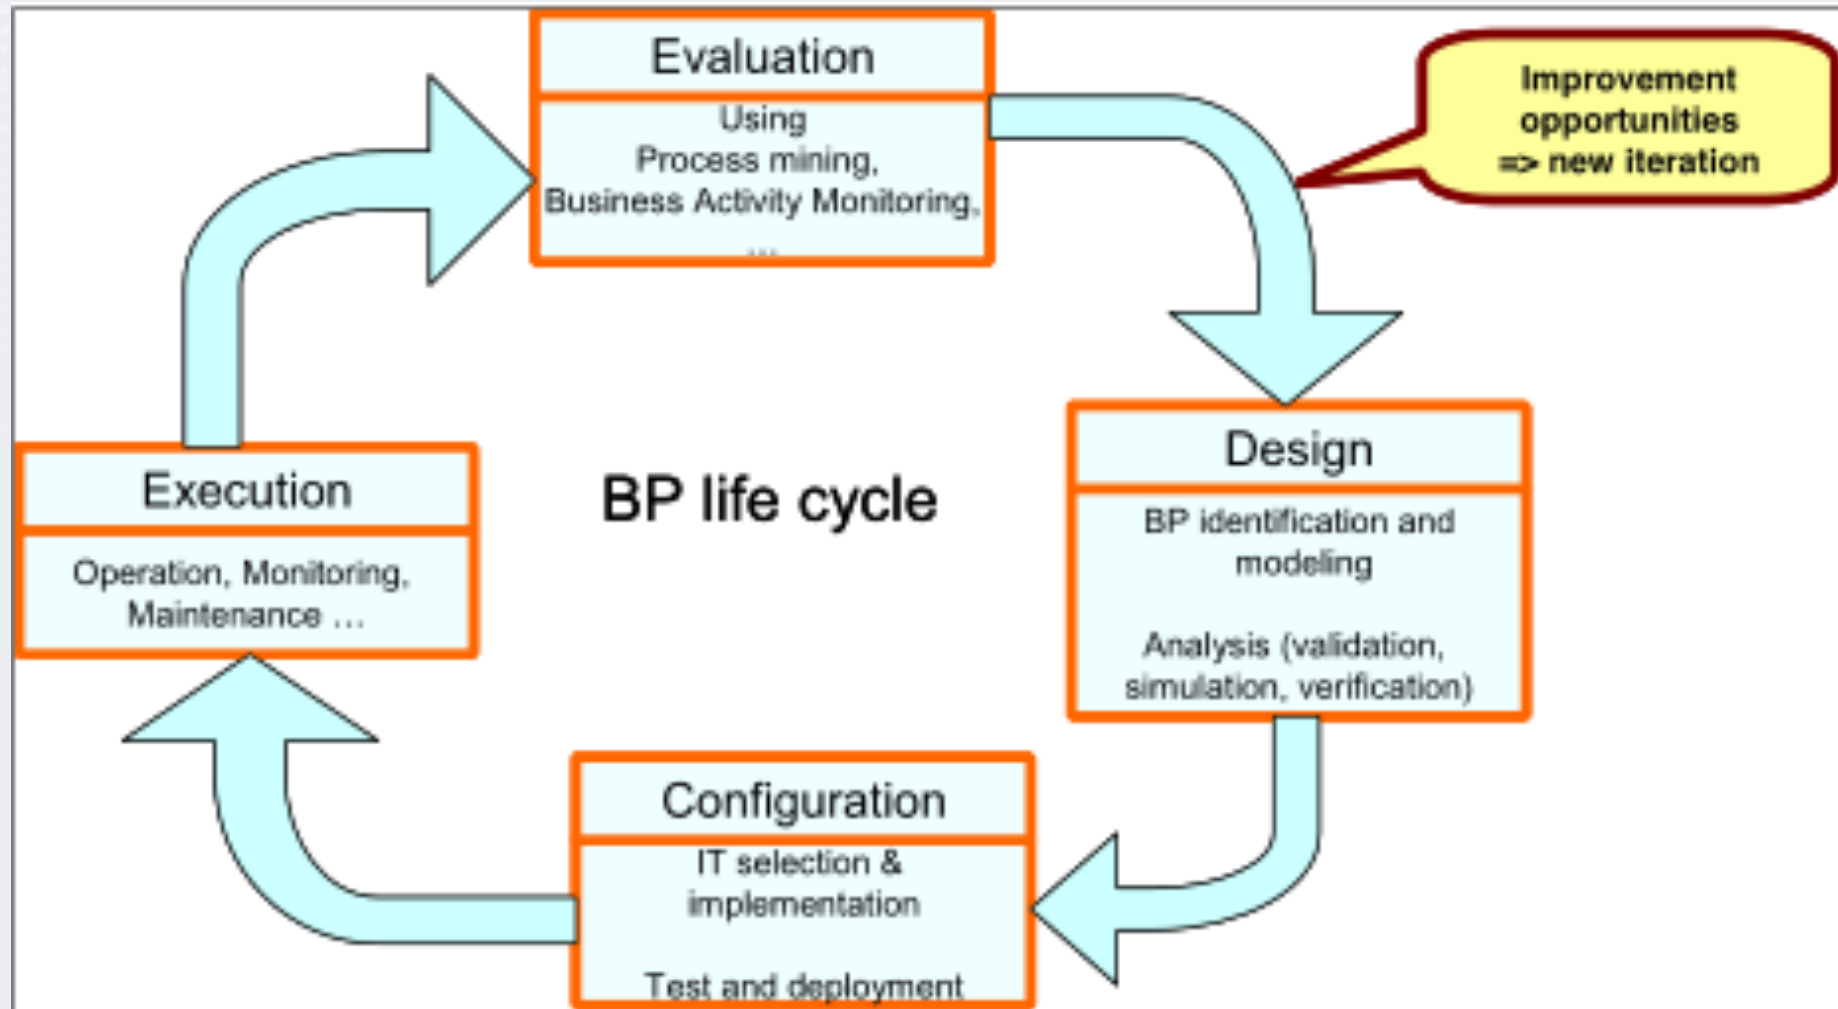 Evaluation
Using
Process mining,
Business Activity Monitoring,
...
Improvement
opportunities
=> new iteration
Design
BP identification and
modeling
Analysis (validation,
simulation, verification)
BP life cycle
Execution
Operation, Monitoring,
Maintenance ...
Configuration
IT selection &
implementation
Test and deployment